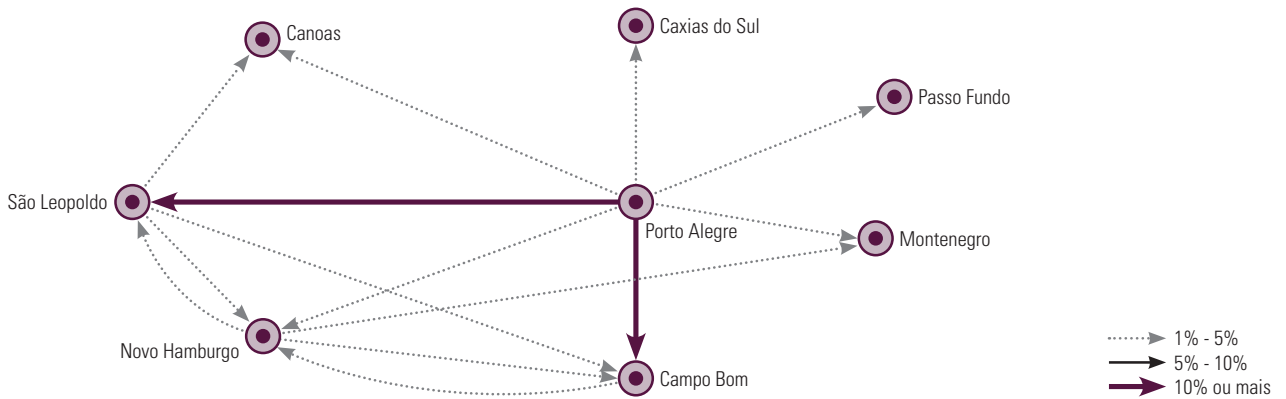 Canoas
Caxias do Sul
Passo Fundo
São Leopoldo
Porto Alegre
Montenegro
Novo Hamburgo
Campo Bom
1% - 5%
5% - 10%
10% ou mais